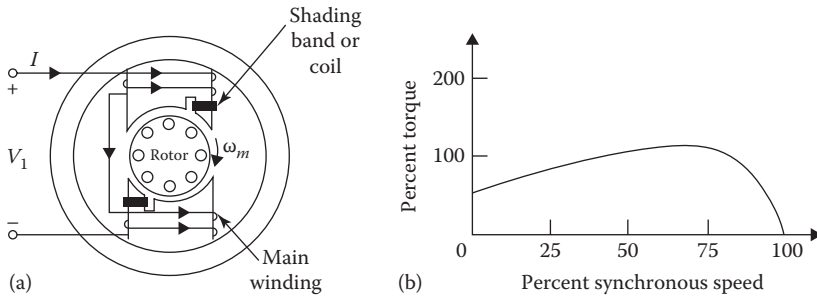 Shading
band or
coil
I
+
V1
−
Rotor
ωm
Main
winding
(a)
Percent torque
200
100
0
25
50
75
100
Percent synchronous speed
(b)